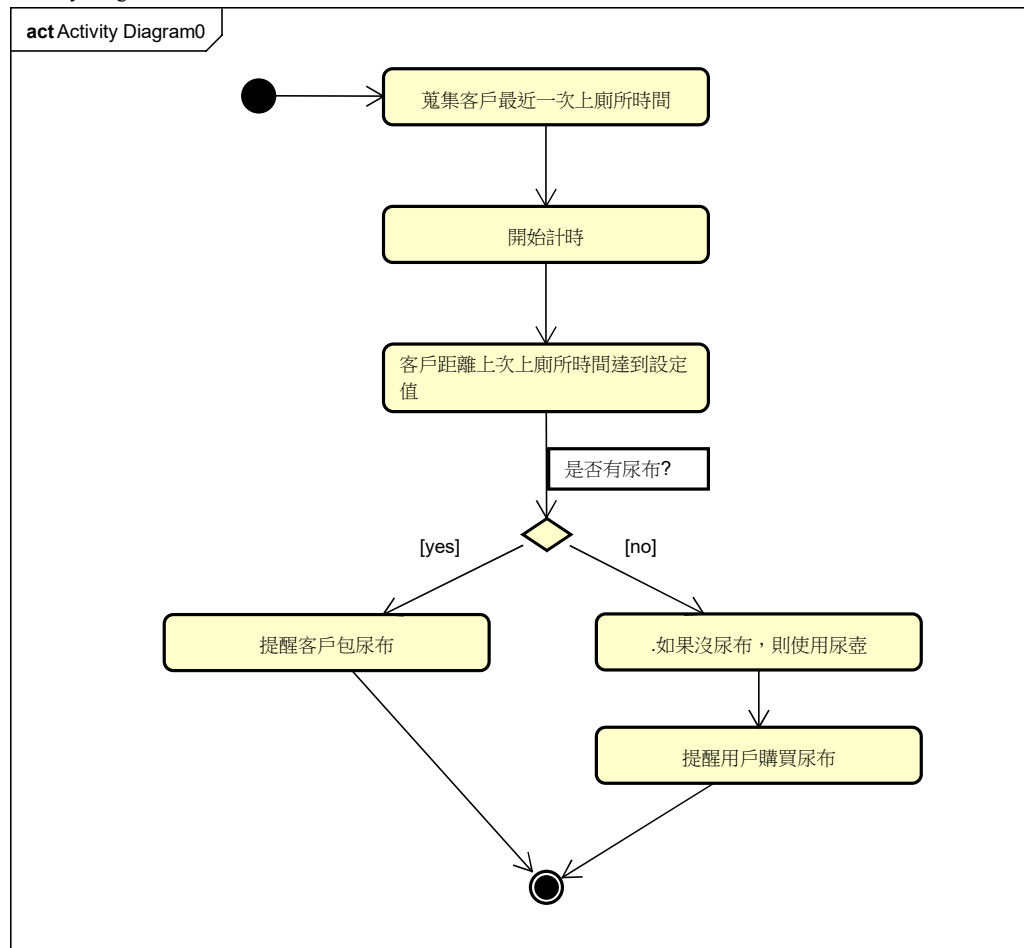 act Activity Diagram0
蒐集客戶最近一次上廁所時間
開始計時
客戶距離上次上廁所時間達到設定
值
是否有尿布?
[yes]
[no]
提醒客戶包尿布
.如果沒尿布，則使用尿壺
提醒用戶購買尿布